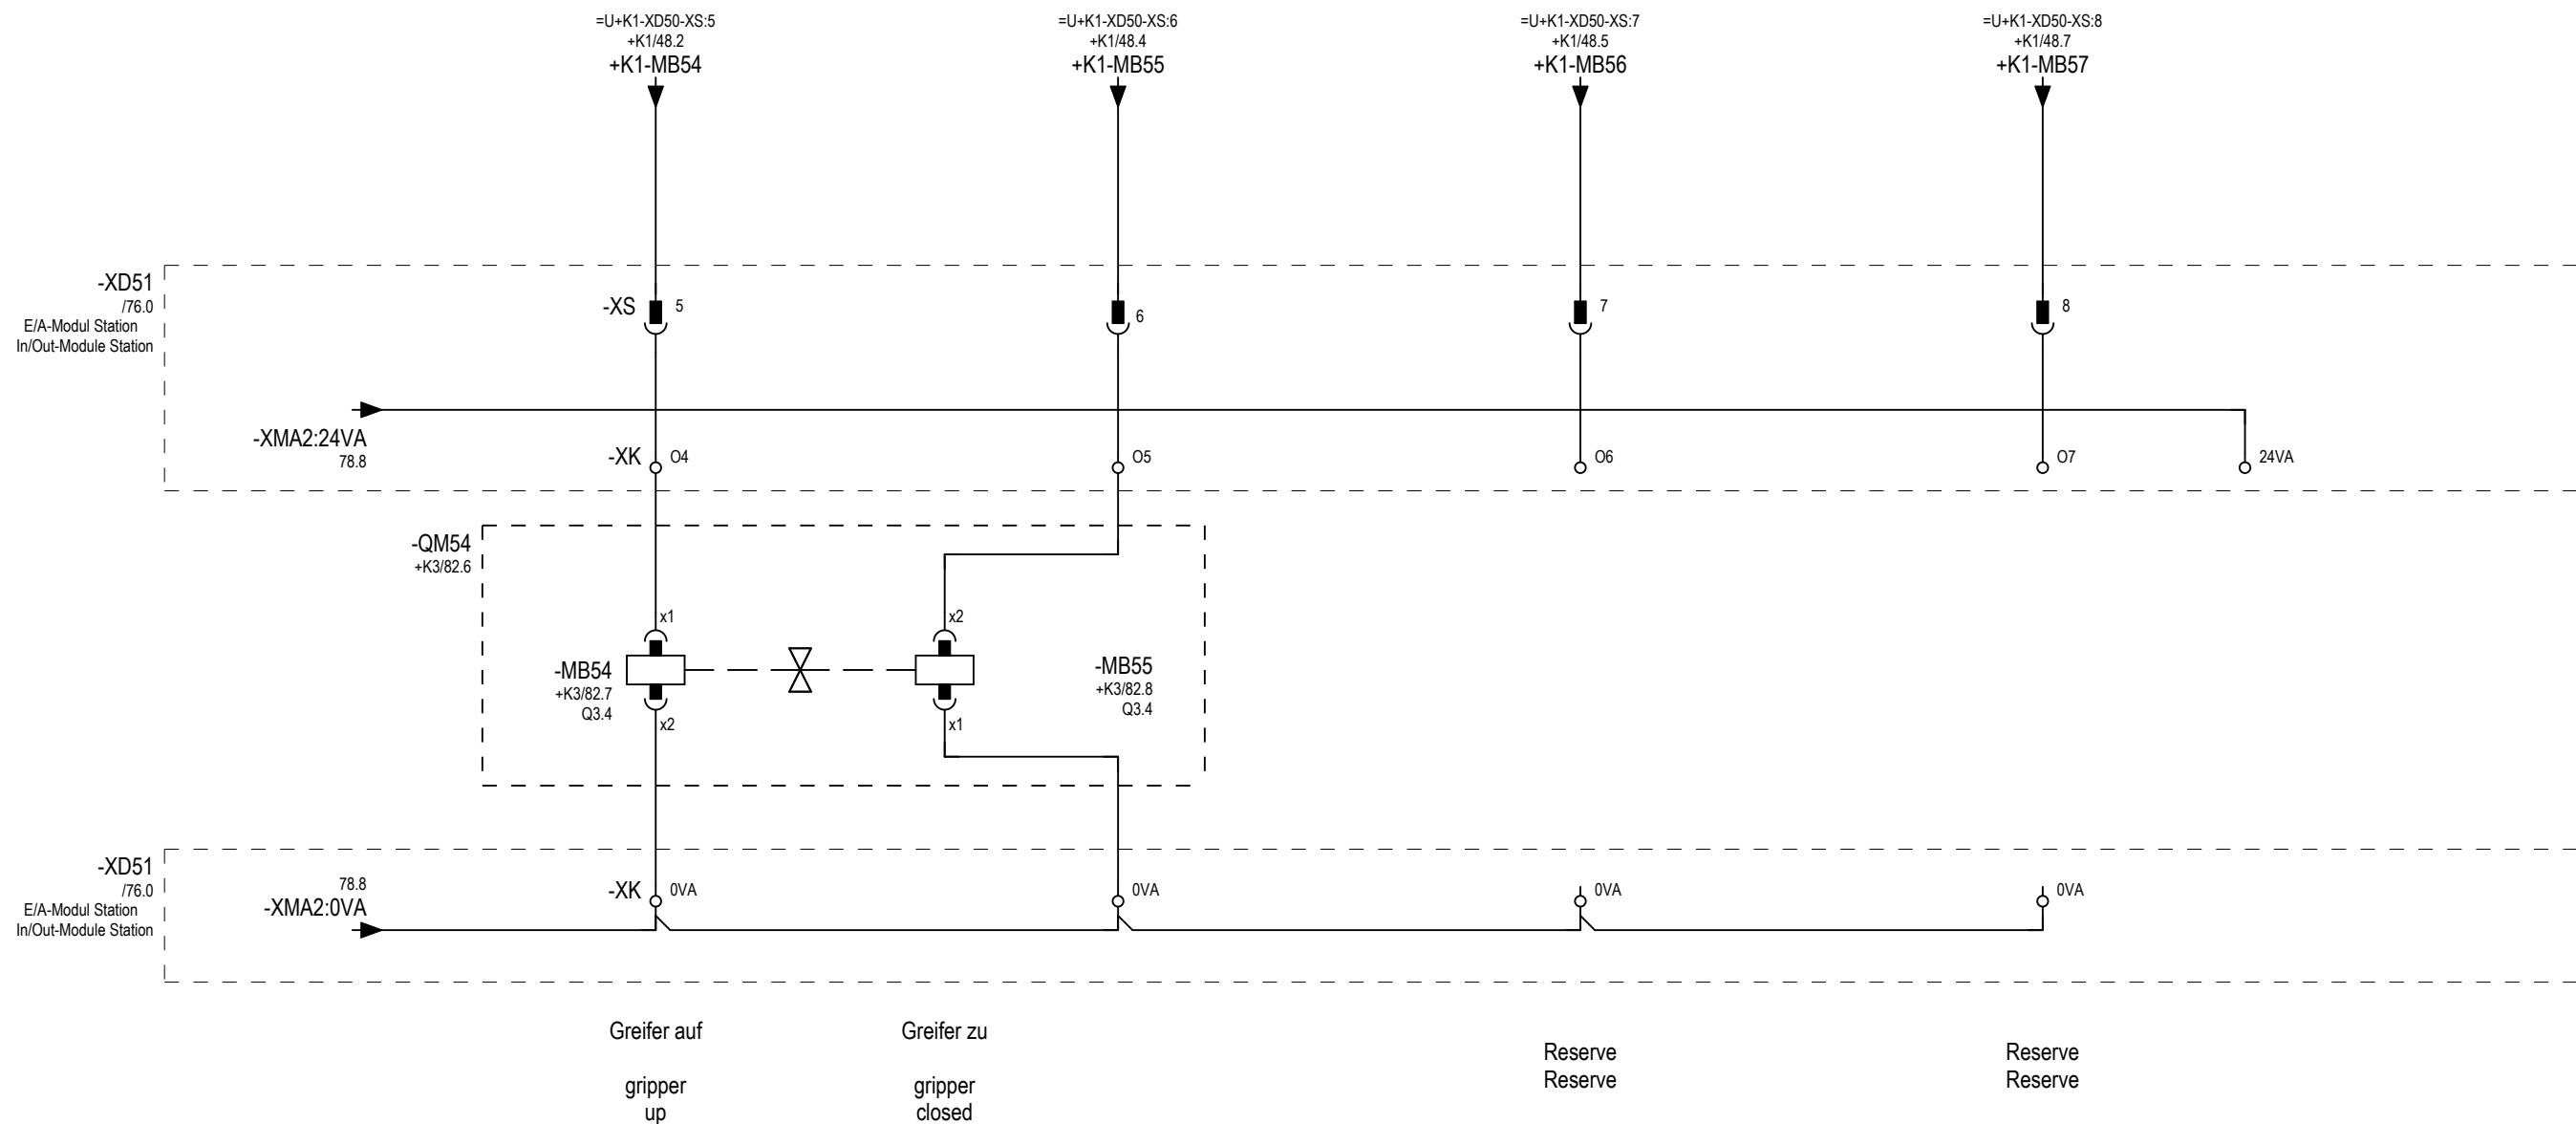 =U+K1-XD50-XS:5
+K1/48.2
+K1-MB54
=U+K1-XD50-XS:6
+K1/48.4
+K1-MB55
=U+K1-XD50-XS:7
+K1/48.5
+K1-MB56
=U+K1-XD50-XS:8
+K1/48.7
+K1-MB57
-XD51
/76.0
E/A-Modul Station
In/Out-Module Station
-XS
5
6
7
8
-XMA2:24VA
78.8
-XK
O4
O5
O6
O7
24VA
-QM54
+K3/82.6
x1
x2
-MB54
+K3/82.7
Q3.4
-MB55
+K3/82.8
Q3.4
x2
x1
-XD51
/76.0
E/A-Modul Station
In/Out-Module Station
78.8
-XMA2:0VA
-XK
0VA
0VA
0VA
0VA
Greifer auf
gripper
up
Greifer zu
gripper
closed
Reserve
Reserve
Reserve
Reserve